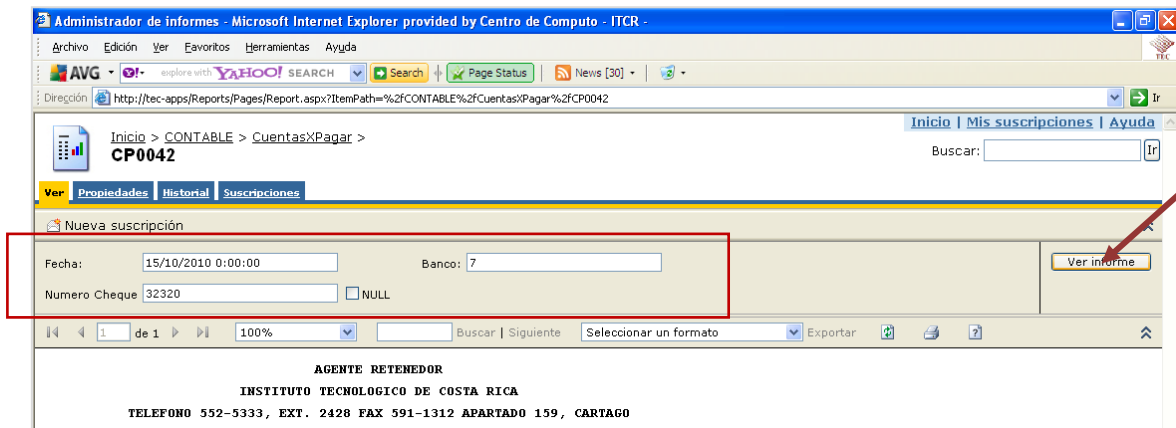 Administrador de informes - Microsoft Internet Explorer provided by Centro de Computo - ITCR -
Archivo Edición Ver Favoritos Herramientas Ayuda
TEC
AVG Y! explore with YAHOO! SEARCH Search Page Status News [30]
Dirección http://tec-apps/Reports/Pages/Report.aspx?ItemPath=%2fCONTABLE%2fCuentasXPagar%2fCP0042 Ir
Inicio | Mis suscripciones | Ayuda
Inicio > CONTABLE > CuentasXPagar >
CP0042
Buscar: Ir
Ver Propiedades Historial Suscripciones
Nueva suscripción
Fecha: 15/10/2010 0:00:00 Banco: 7 Ver informe
Numero Cheque 32320 NULL
1 de 1 100% Buscar | Siguiente Seleccionar un formato Exportar ?
AGENTE RETENEDOR
INSTITUTO TECNOLOGICO DE COSTA RICA
TELEFONO 552-5333, EXT. 2428 FAX 591-1312 APARTADO 159, CARTAGO